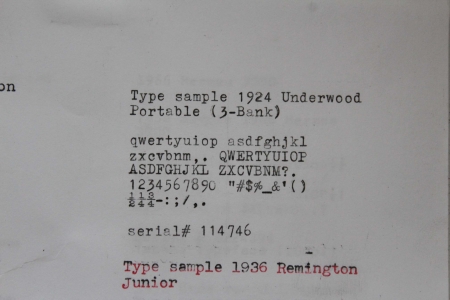 on
Type sample 1924 Underwood
Portable (3-Bank)
qwertyuiop asdfghjkl
zxcvbnm,. QWERTYUIOP
ASDFGHJKL ZXCVBNM?.
1234567890 "#$%_&'()
½¼¾-:;/,.
serial# 114746
Type sample 1936 Remington
Junior